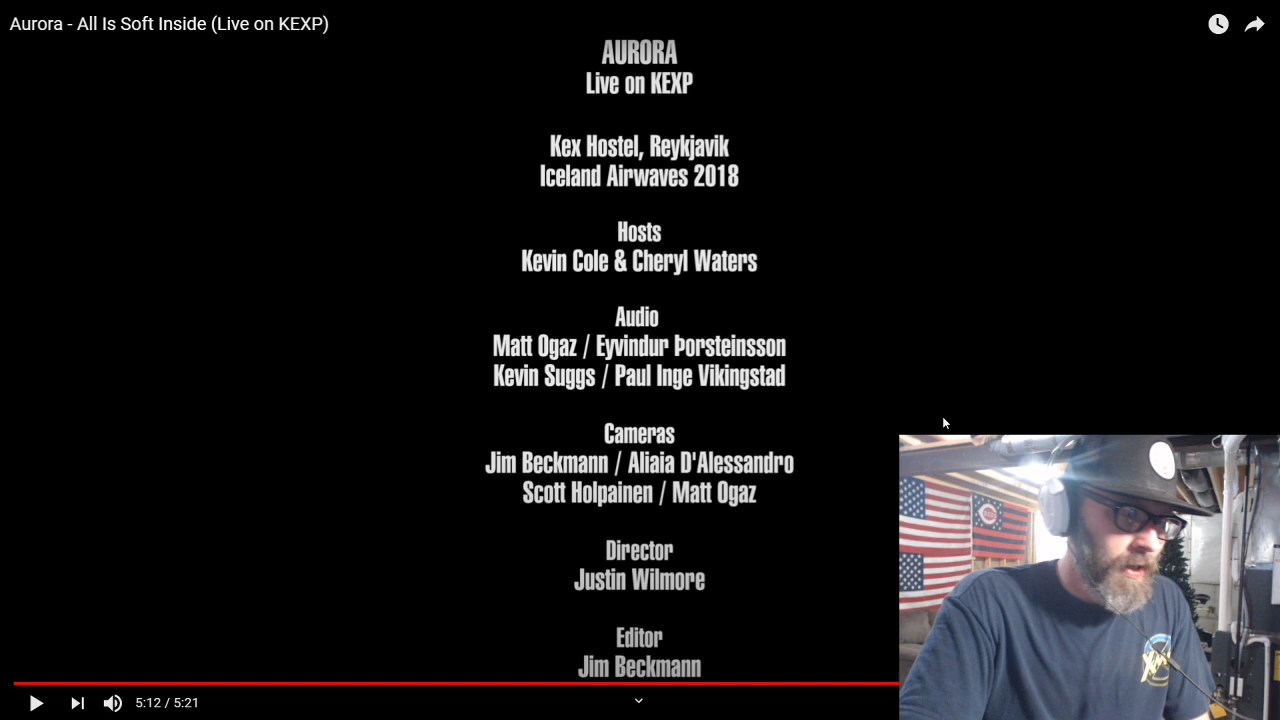 Aurora - All Is Soft Inside (Live on KEXP)
AURORA
Live on KEXP
Kex Hostel, Reykjavik
Iceland Airwaves 2018
Hosts
Kevin Cole & Cheryl Waters
Audio
Matt Ogaz / Eyvindur Þorsteinsson
Kevin Suggs / Paul Inge Vikingstad
Cameras
Jim Beckmann / Aliaia D'Alessandro
Scott Holpainen / Matt Ogaz
Director
Justin Wilmore
Editor
Jim Beckmann
5:12 / 5:21